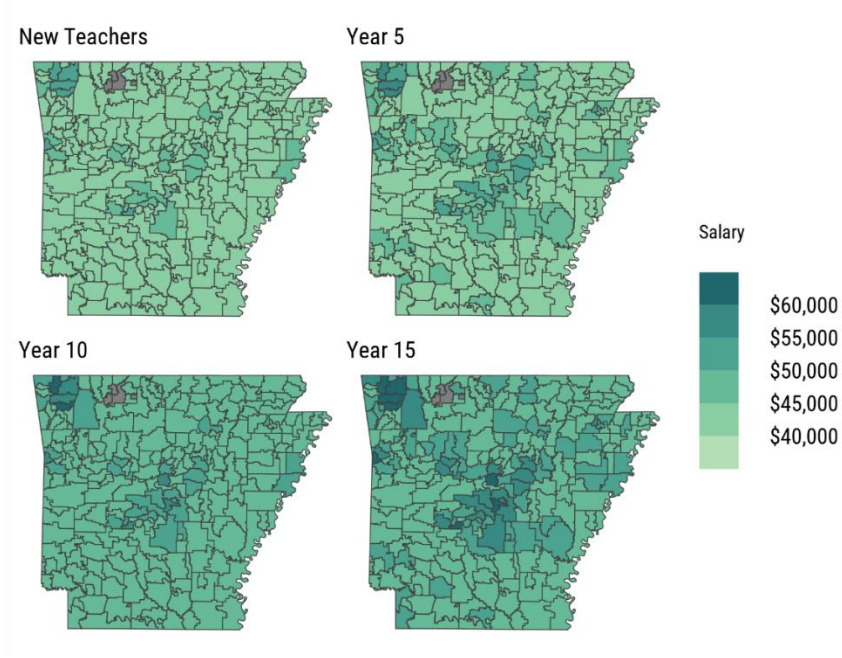 New Teachers
Year 5
Salary
$60,000
$55,000
$50,000
$45,000
$40,000
Year 10
Year 15